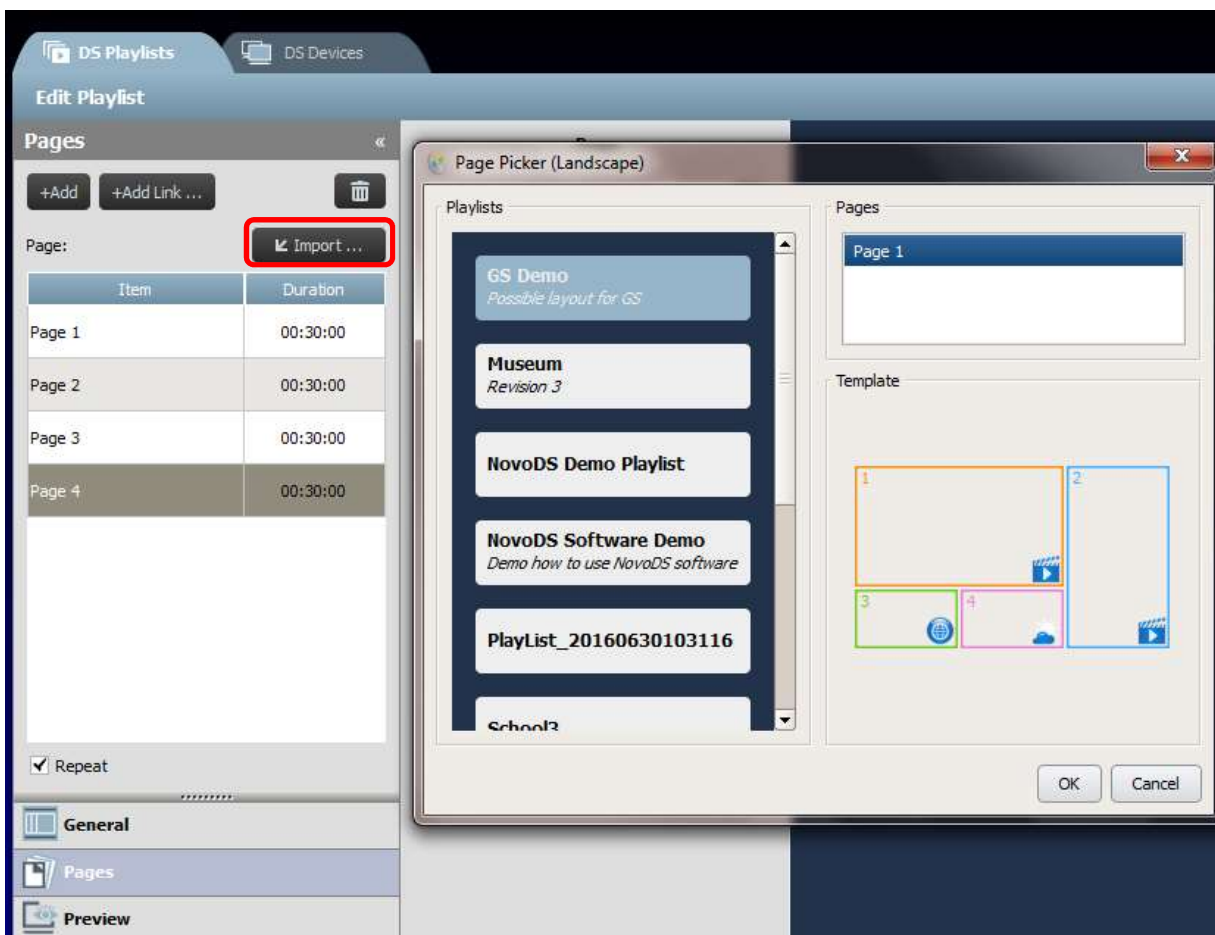 DS Playlists
DS Devices
Edit Playlist
Pages «
+Add
+Add Link ...
Page:
Import ...
Item Duration
Page 1 00:30:00
Page 2 00:30:00
Page 3 00:30:00
Page 4 00:30:00
Repeat
General
Pages
Preview
Page Picker (Landscape)
Playlists
GS Demo
Possible layout for GS
Museum
Revision 3
NovoDS Demo Playlist
NovoDS Software Demo
Demo how to use NovoDS software
PlayList_20160630103116
School3
Pages
Page 1
Template
1
2
3
4
OK
Cancel